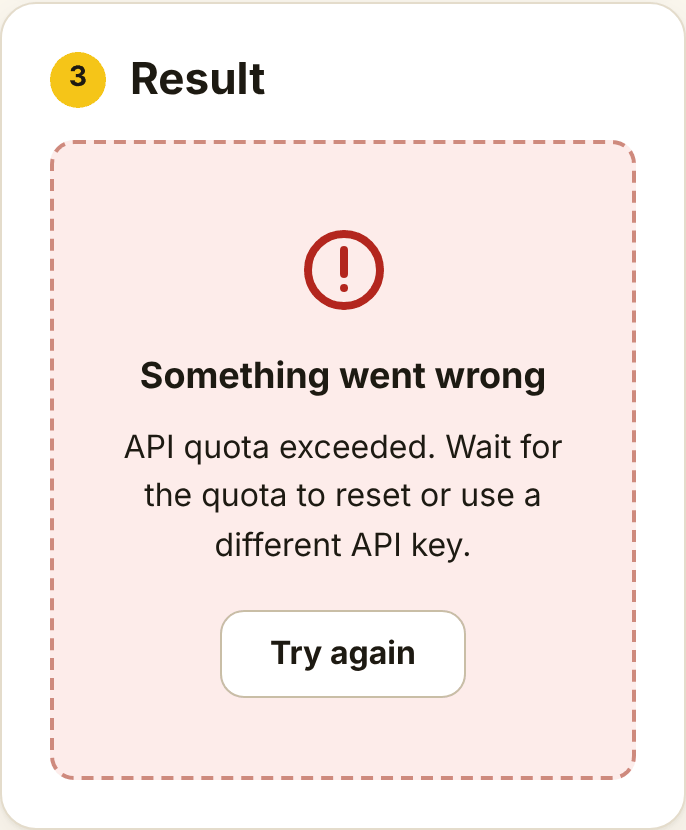 3 Result
Something went wrong
API quota exceeded. Wait for
the quota to reset or use a
different API key.
Try again